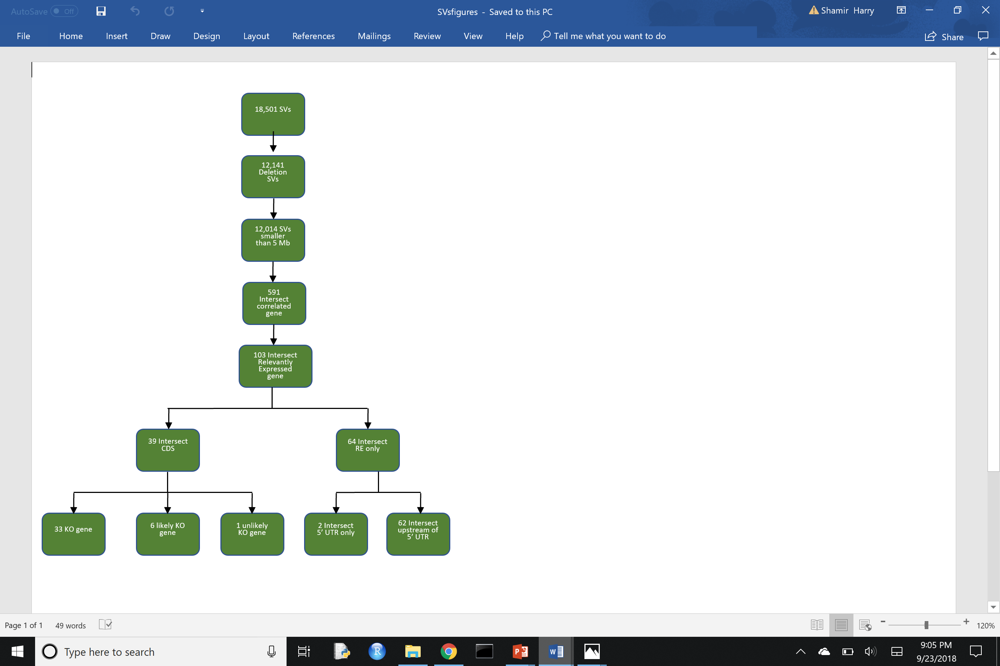 AutoSave Off
SVsfigures - Saved to this PC
Shamir Harry
File Home Insert Draw Design Layout References Mailings Review View Help Tell me what you want to do Share
18,501 SVs
12,141
Deletion
SVs
12,014 SVs
smaller
than 5 Mb
591
Intersect
correlated
gene
103 Intersect
Relevantly
Expressed
gene
39 Intersect
CDS
64 Intersect
RE only
33 KO gene
6 likely KO
gene
1 unlikely
KO gene
2 Intersect
5’ UTR only
62 Intersect
upstream of
5’ UTR
Page 1 of 1 49 words
120%
Type here to search
R
P
W
9:05 PM
9/23/2018